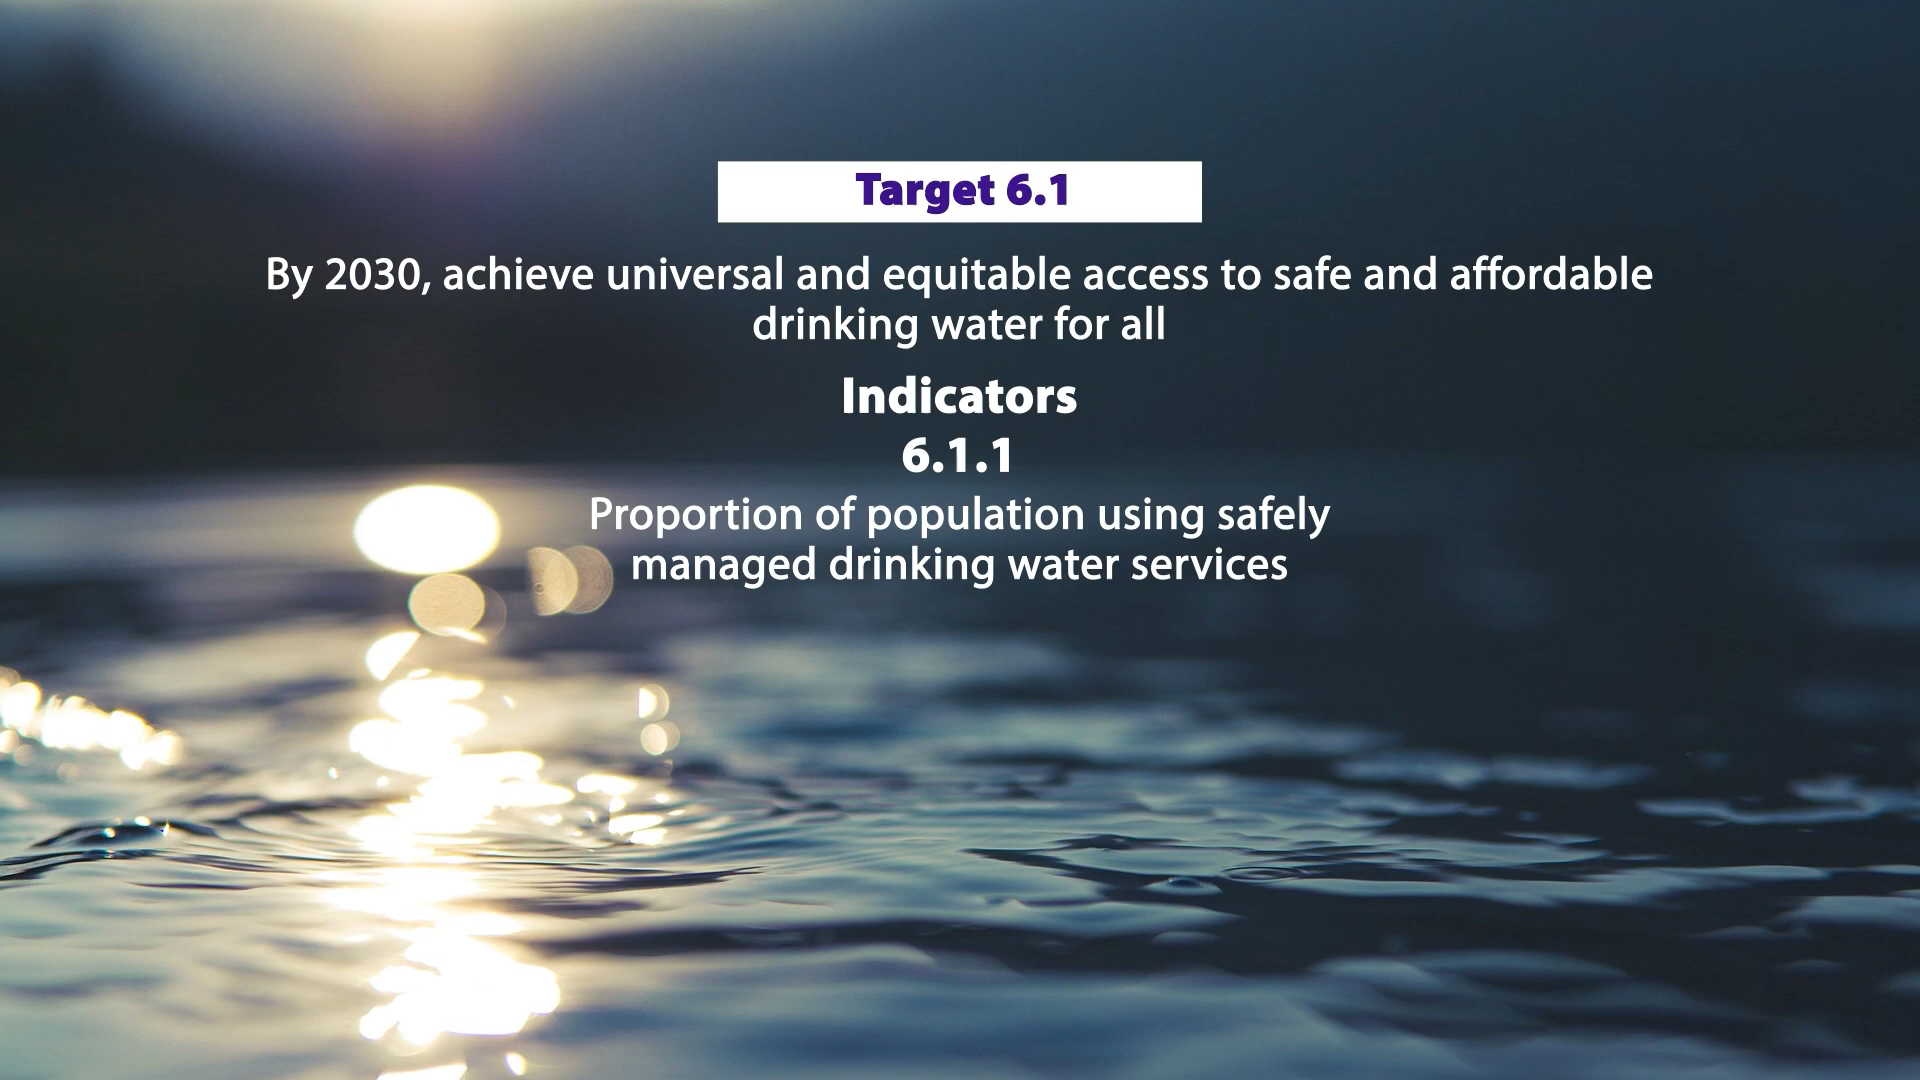 Target 6.1
By 2030, achieve universal and equitable access to safe and affordable
drinking water for all
Indicators
6.1.1
Proportion of population using safely
managed drinking water services